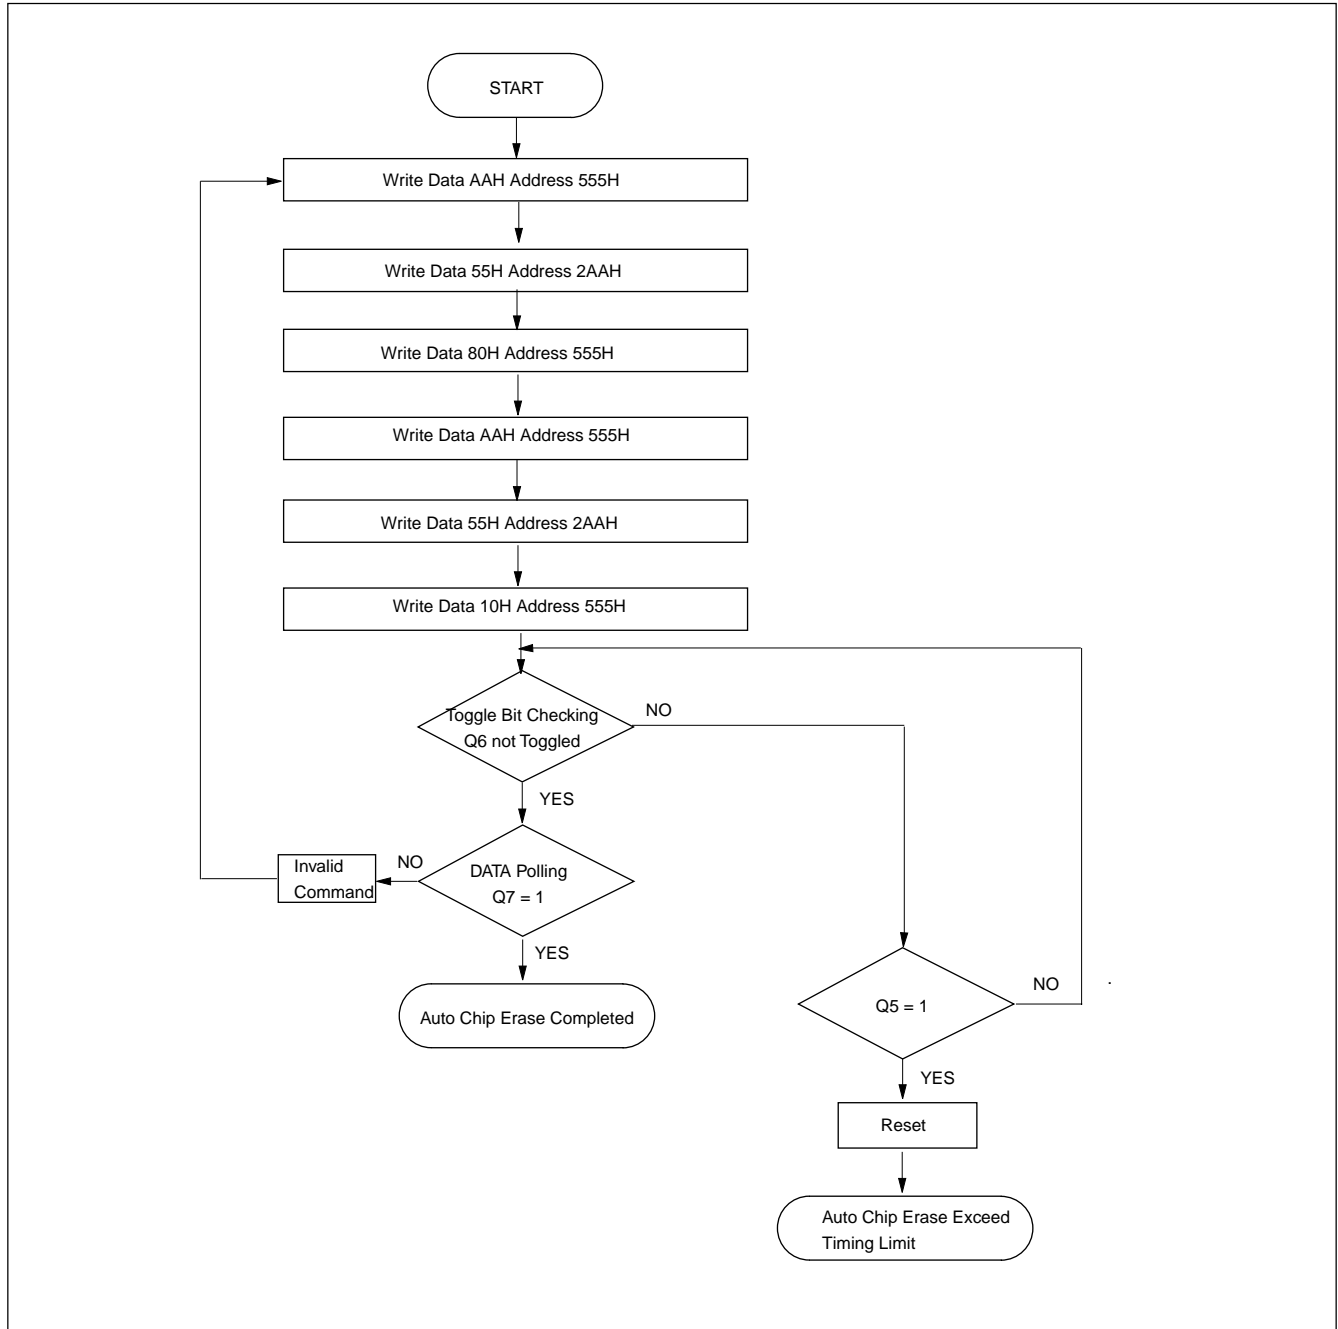 START
Write Data AAH Address 555H
Write Data 55H Address 2AAH
Write Data 80H Address 555H
Write Data AAH Address 555H
Write Data 55H Address 2AAH
Write Data 10H Address 555H
Toggle Bit Checking
Q6 not Toggled
NO
YES
Invalid
Command
NO
DATA Polling
Q7 = 1
YES
Auto Chip Erase Completed
Q5 = 1
NO
.
YES
Reset
Auto Chip Erase Exceed
Timing Limit